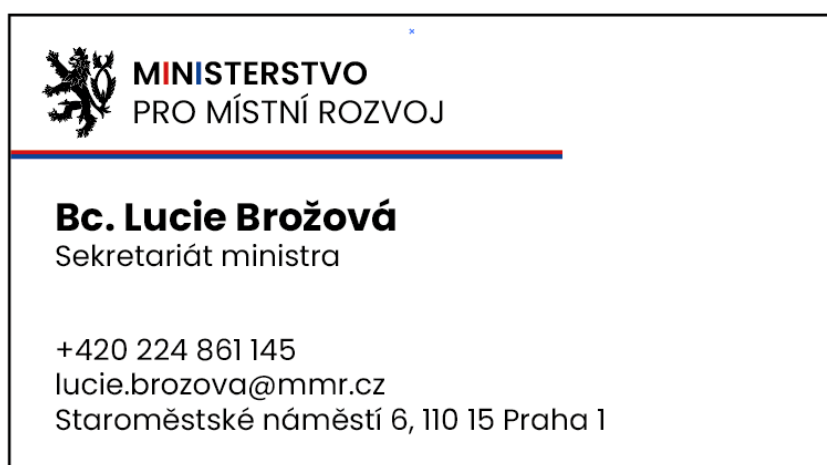 MINISTERSTVO
PRO MÍSTNÍ ROZVOJ
Bc. Lucie Brožová
Sekretariát ministra
+420 224 861 145
lucie.brozova@mmr.cz
Staroměstské náměstí 6, 110 15 Praha 1